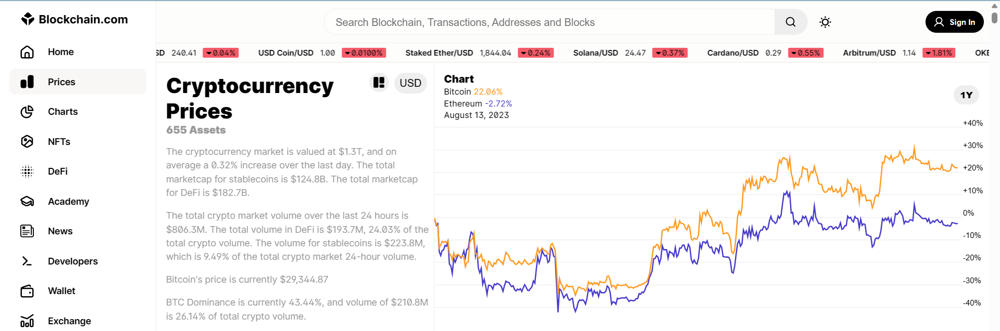 Blockchain.com
Search Blockchain, Transactions, Addresses and Blocks
Sign In
Home
Prices
Charts
NFTs
DeFi
Academy
News
Developers
Wallet
Exchange
SD 240.41 0.04% USD Coin/USD 1.00 0.0100% Staked Ether/USD 1,844.04 0.24% Solana/USD 24.47 0.37% Cardano/USD 0.29 0.55% Arbitrum/USD 1.14 1.81% OKE
Cryptocurrency
Prices
USD
655 Assets
The cryptocurrency market is valued at $1.3T, and on
average a 0.32% increase over the last day. The total
marketcap for stablecoins is $124.8B. The total marketcap
for DeFi is $182.7B.
The total crypto market volume over the last 24 hours is
$806.3M. The total volume in DeFi is $193.7M, 24.03% of the
total crypto volume. The volume for stablecoins is $223.8M,
which is 9.49% of the total crypto market 24-hour volume.
Bitcoin's price is currently $29,344.87
BTC Dominance is currently 43.44%, and volume of $210.8M
is 26.14% of total crypto volume.
Chart
Bitcoin 22.06%
Ethereum -2.72%
August 13, 2023
1Y
+40%
+30%
+20%
+10%
0%
-10%
-20%
-30%
-40%